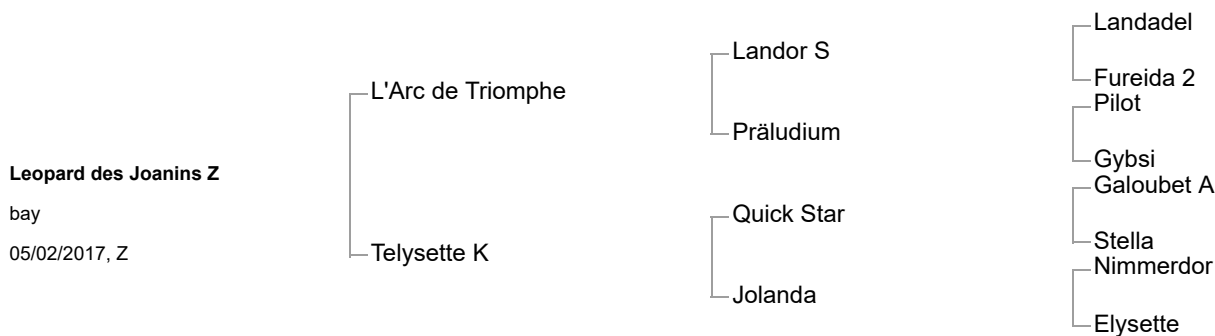 Leopard des Joanins Z
bay
05/02/2017, Z
L'Arc de Triomphe
Telysette K
Landor S
Präludium
Quick Star
Jolanda
Landadel
Fureida 2
Pilot
Gybsi
Galoubet A
Stella
Nimmerdor
Elysette